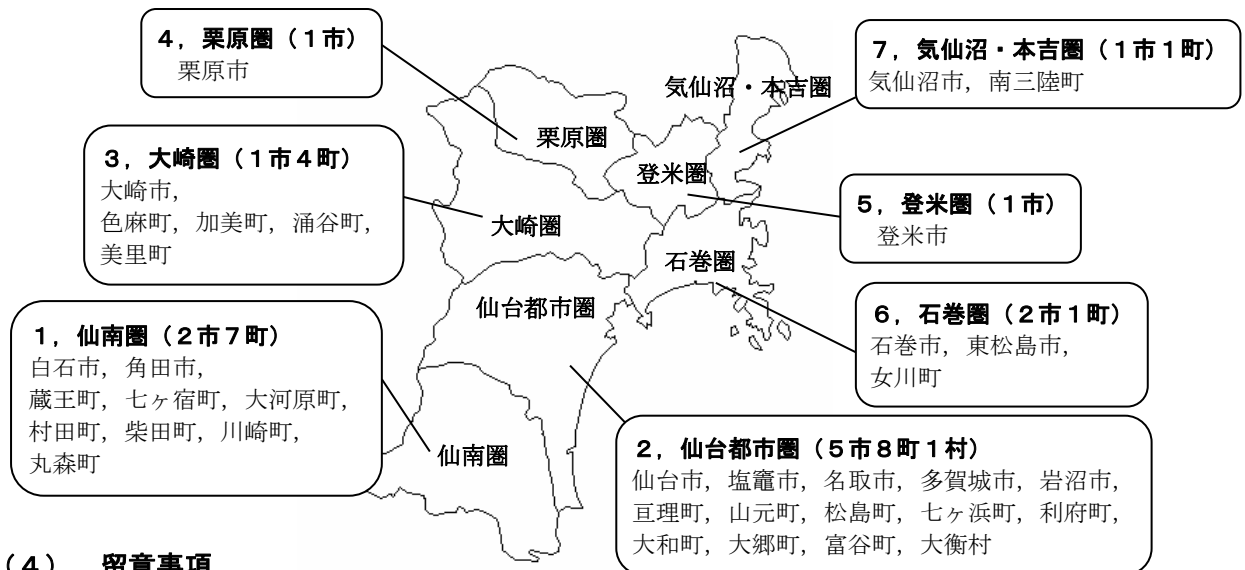 4，栗原圏（1市）
栗原市
7，気仙沼・本吉圏（1市1町）
気仙沼市，南三陸町
気仙沼・本吉圏
栗原圏
3，大崎圏（1市4町）
大崎市，
色麻町，加美町，涌谷町，
美里町
登米圏
5，登米圏（1市）
登米市
大崎圏
石巻圏
仙台都市圏
6，石巻圏（2市1町）
石巻市，東松島市，
女川町
1，仙南圏（2市7町）
白石市，角田市，
蔵王町，七ヶ宿町，大河原町，
村田町，柴田町，川崎町，
丸森町
仙南圏
2，仙台都市圏（5市8町1村）
仙台市，塩竈市，名取市，多賀城市，岩沼市，
亘理町，山元町，松島町，七ヶ浜町，利府町，
大和町，大郷町，富谷町，大衡村
（4）　留意事項